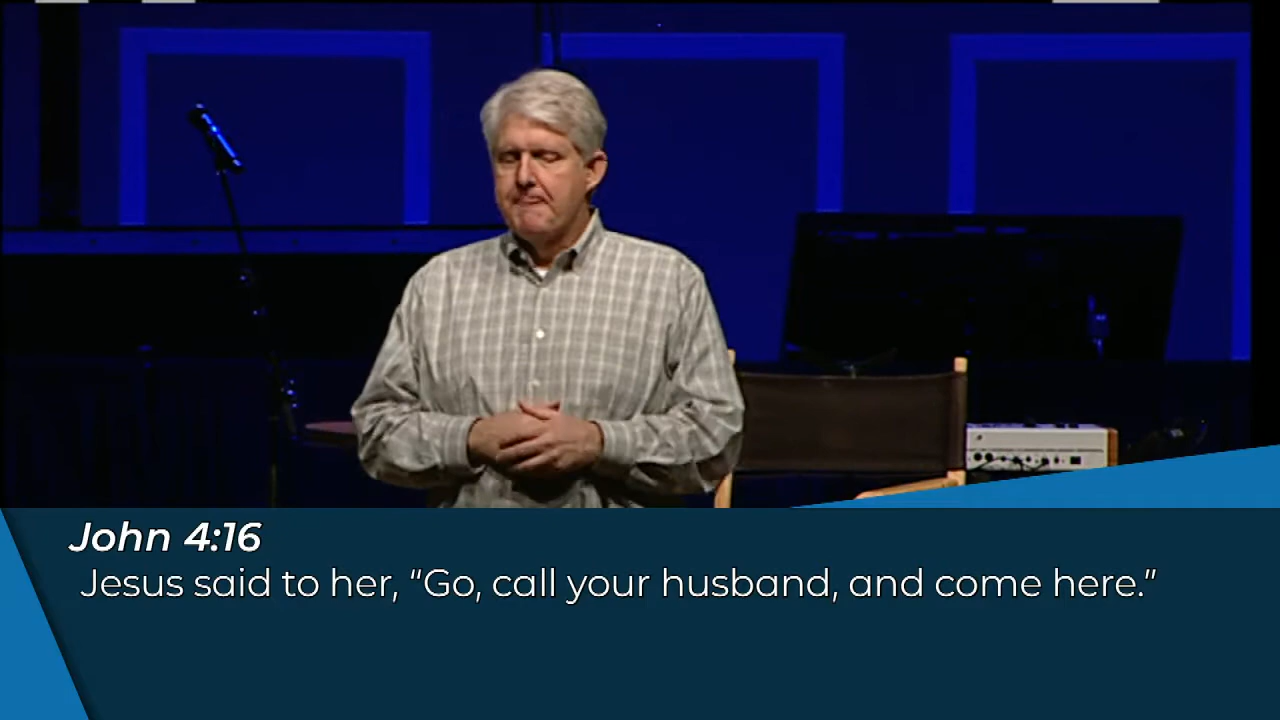 John 4:16
Jesus said to her, “Go, call your husband, and come here.”